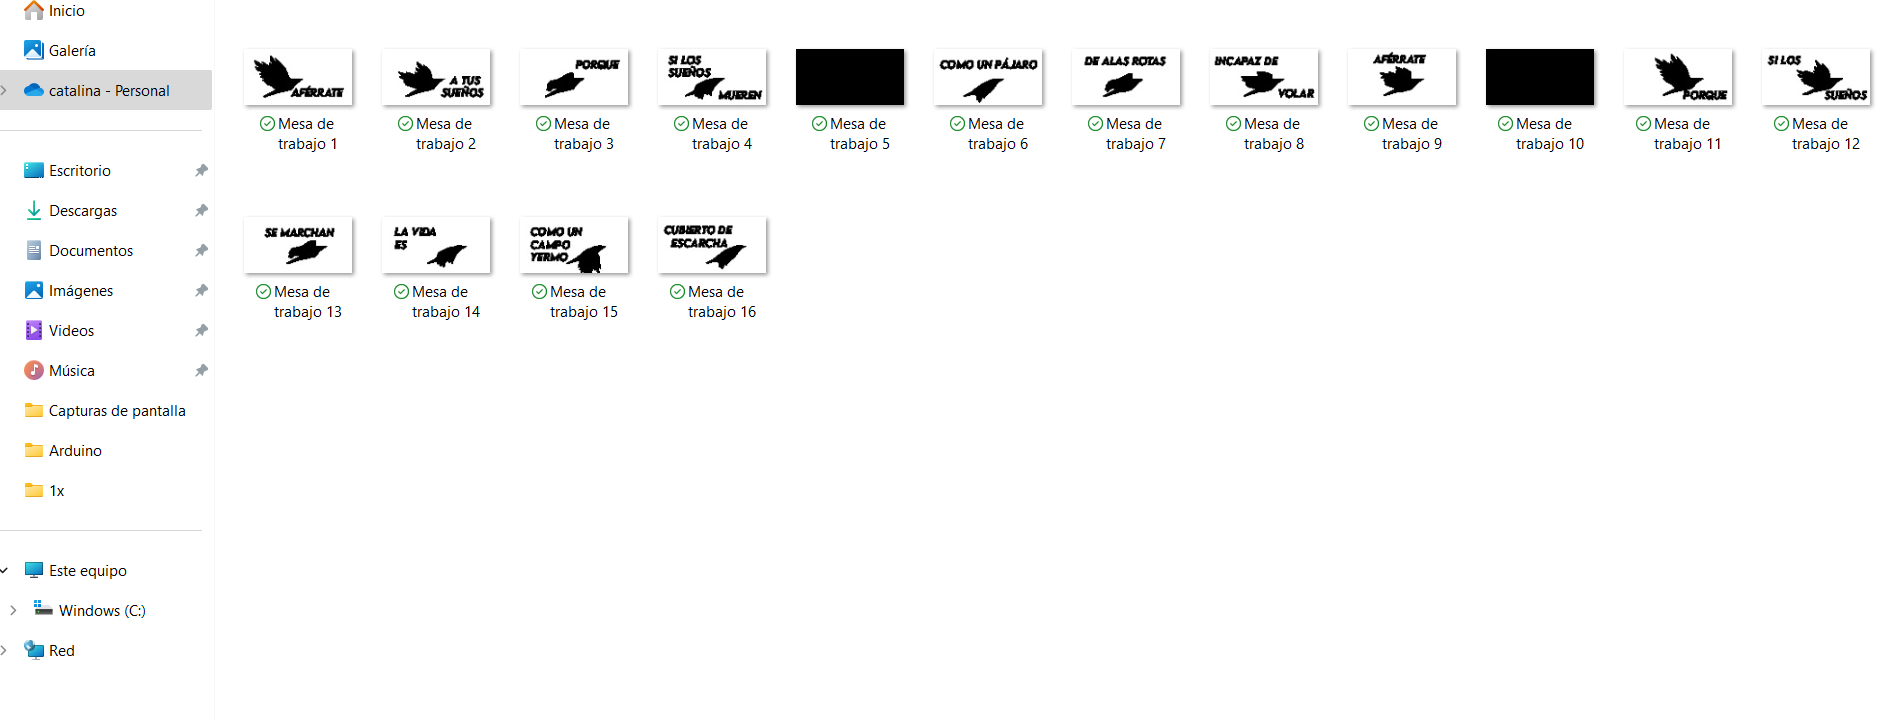 Inicio
Galería
catalina - Personal
Escritorio
Descargas
Documentos
Imágenes
Videos
Música
Capturas de pantalla
Arduino
1x
Este equipo
Windows (C:)
Red
AFÉRRATE
Mesa de
trabajo 1
A TUS
SUEÑOS
Mesa de
trabajo 2
PORQUE
Mesa de
trabajo 3
SI LOS
SUEÑOS
MUEREN
Mesa de
trabajo 4
Mesa de
trabajo 5
COMO UN PÁJARO
Mesa de
trabajo 6
DE ALAS ROTAS
Mesa de
trabajo 7
INCAPAZ DE
VOLAR
Mesa de
trabajo 8
AFÉRRATE
Mesa de
trabajo 9
Mesa de
trabajo 10
PORQUE
Mesa de
trabajo 11
SI LOS
SUEÑOS
Mesa de
trabajo 12
SE MARCHAN
Mesa de
trabajo 13
LA VIDA
ES
Mesa de
trabajo 14
COMO UN
CAMPO
YERMO
Mesa de
trabajo 15
CUBIERTO DE
ESCARCHA
Mesa de
trabajo 16